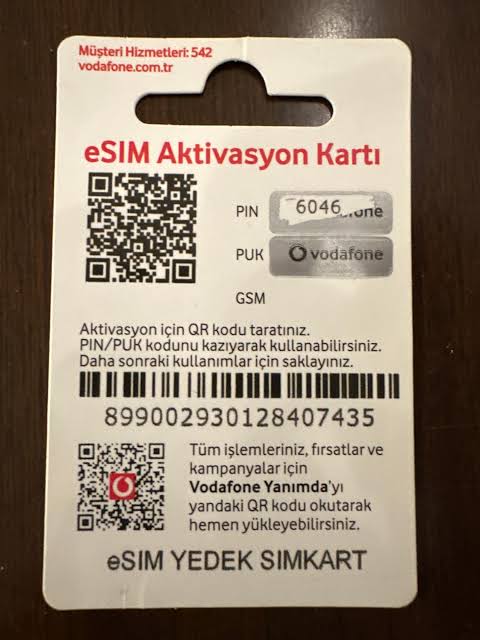 Müşteri Hizmetleri: 542
vodafone.com.tr
eSIM Aktivasyon Kartı
PIN 6046
PUK vodafone
GSM
Aktivasyon için QR kodu taratınız.
PIN/PUK kodunu kazıyarak kullanabilirsiniz.
Daha sonraki kullanımlar için saklayınız.
899002930128407435
Tüm işlemleriniz, fırsatlar ve
kampanyalar için
Vodafone Yanımda'yı
yandaki QR kodu okutarak
hemen yükleyebilirsiniz.
eSIM YEDEK SIMKART